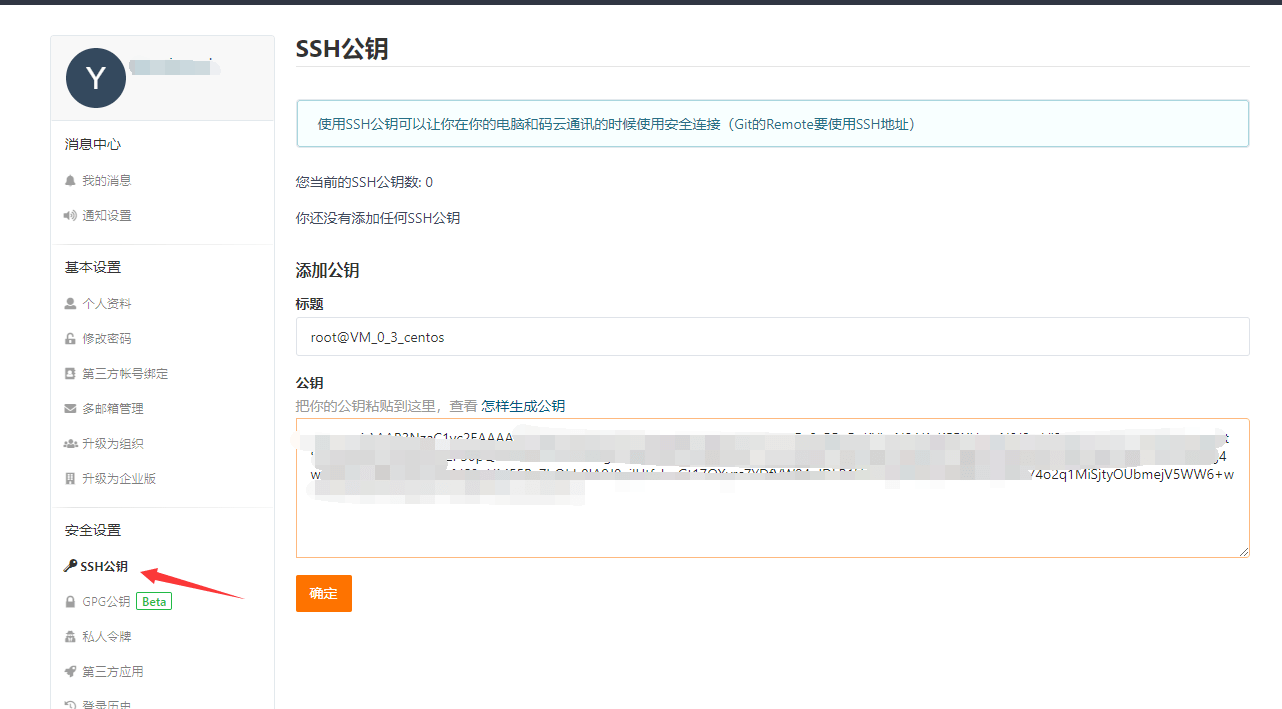 Y
消息中心
我的消息
通知设置
基本设置
个人资料
修改密码
第三方帐号绑定
多邮箱管理
升级为组织
升级为企业版
安全设置
SSH公钥
GPG公钥 Beta
私人令牌
第三方应用
登录历史
SSH公钥
使用SSH公钥可以让你在你的电脑和码云通讯的时候使用安全连接（Git的Remote要使用SSH地址）
您当前的SSH公钥数: 0
你还没有添加任何SSH公钥
添加公钥
标题
root@VM_0_3_centos
公钥
把你的公钥粘贴到这里，查看 怎样生成公钥
/4o2q1MiSjtyOUbmejV5WW6+w
确定